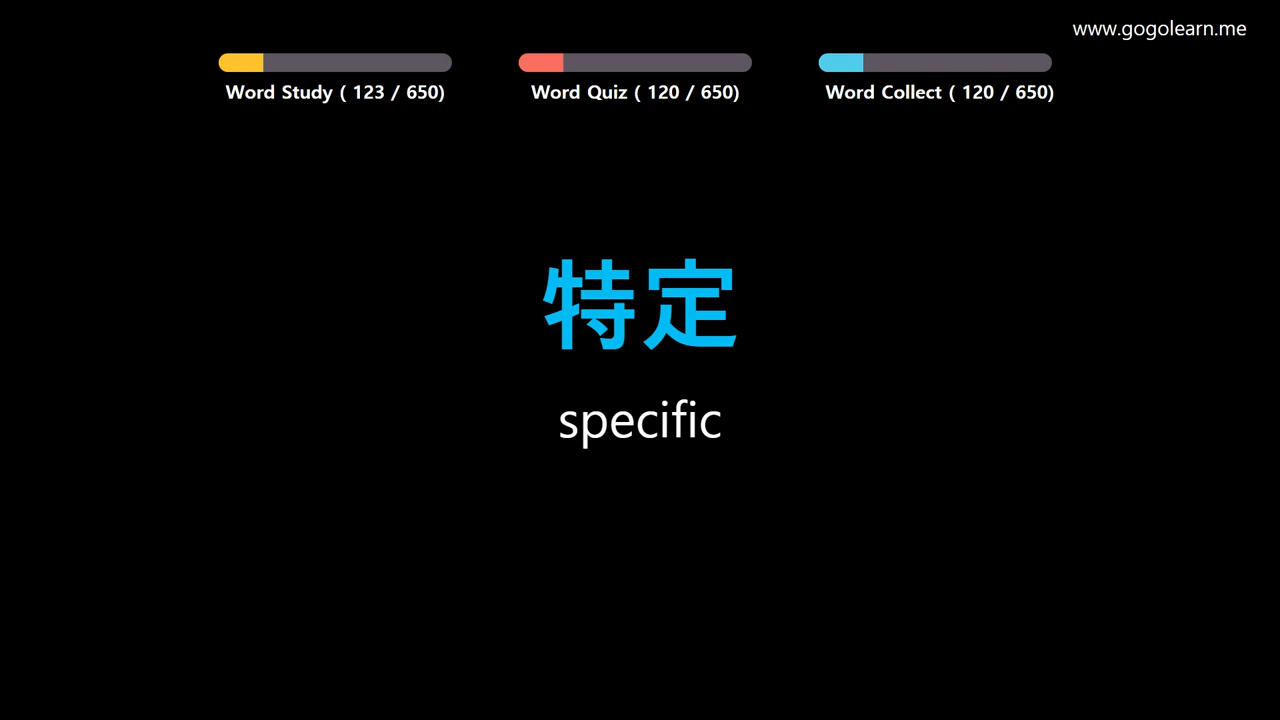 www.gogolearn.me
Word Study ( 123 / 650)
Word Quiz ( 120 / 650)
Word Collect ( 120 / 650)
特定
specific